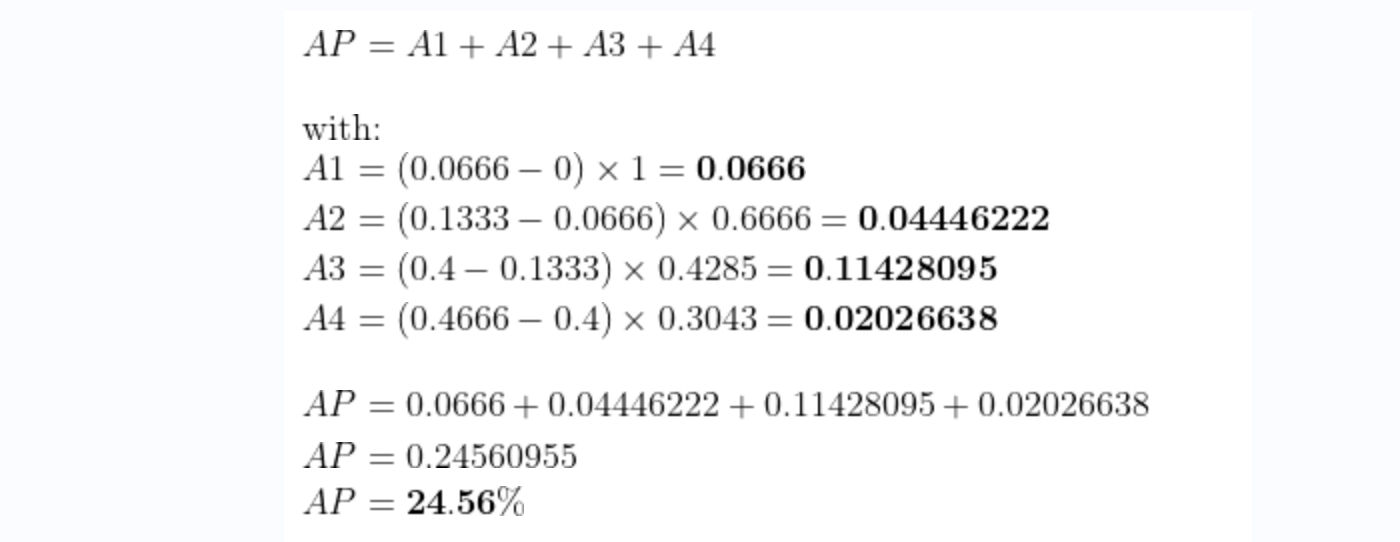 AP = A1 + A2 + A3 + A4
with:
A1 = (0.0666 − 0) × 1 = 0.0666
A2 = (0.1333 − 0.0666) × 0.6666 = 0.04446222
A3 = (0.4 − 0.1333) × 0.4285 = 0.11428095
A4 = (0.4666 − 0.4) × 0.3043 = 0.02026638
AP = 0.0666 + 0.04446222 + 0.11428095 + 0.02026638
AP = 0.24560955
AP = 24.56%